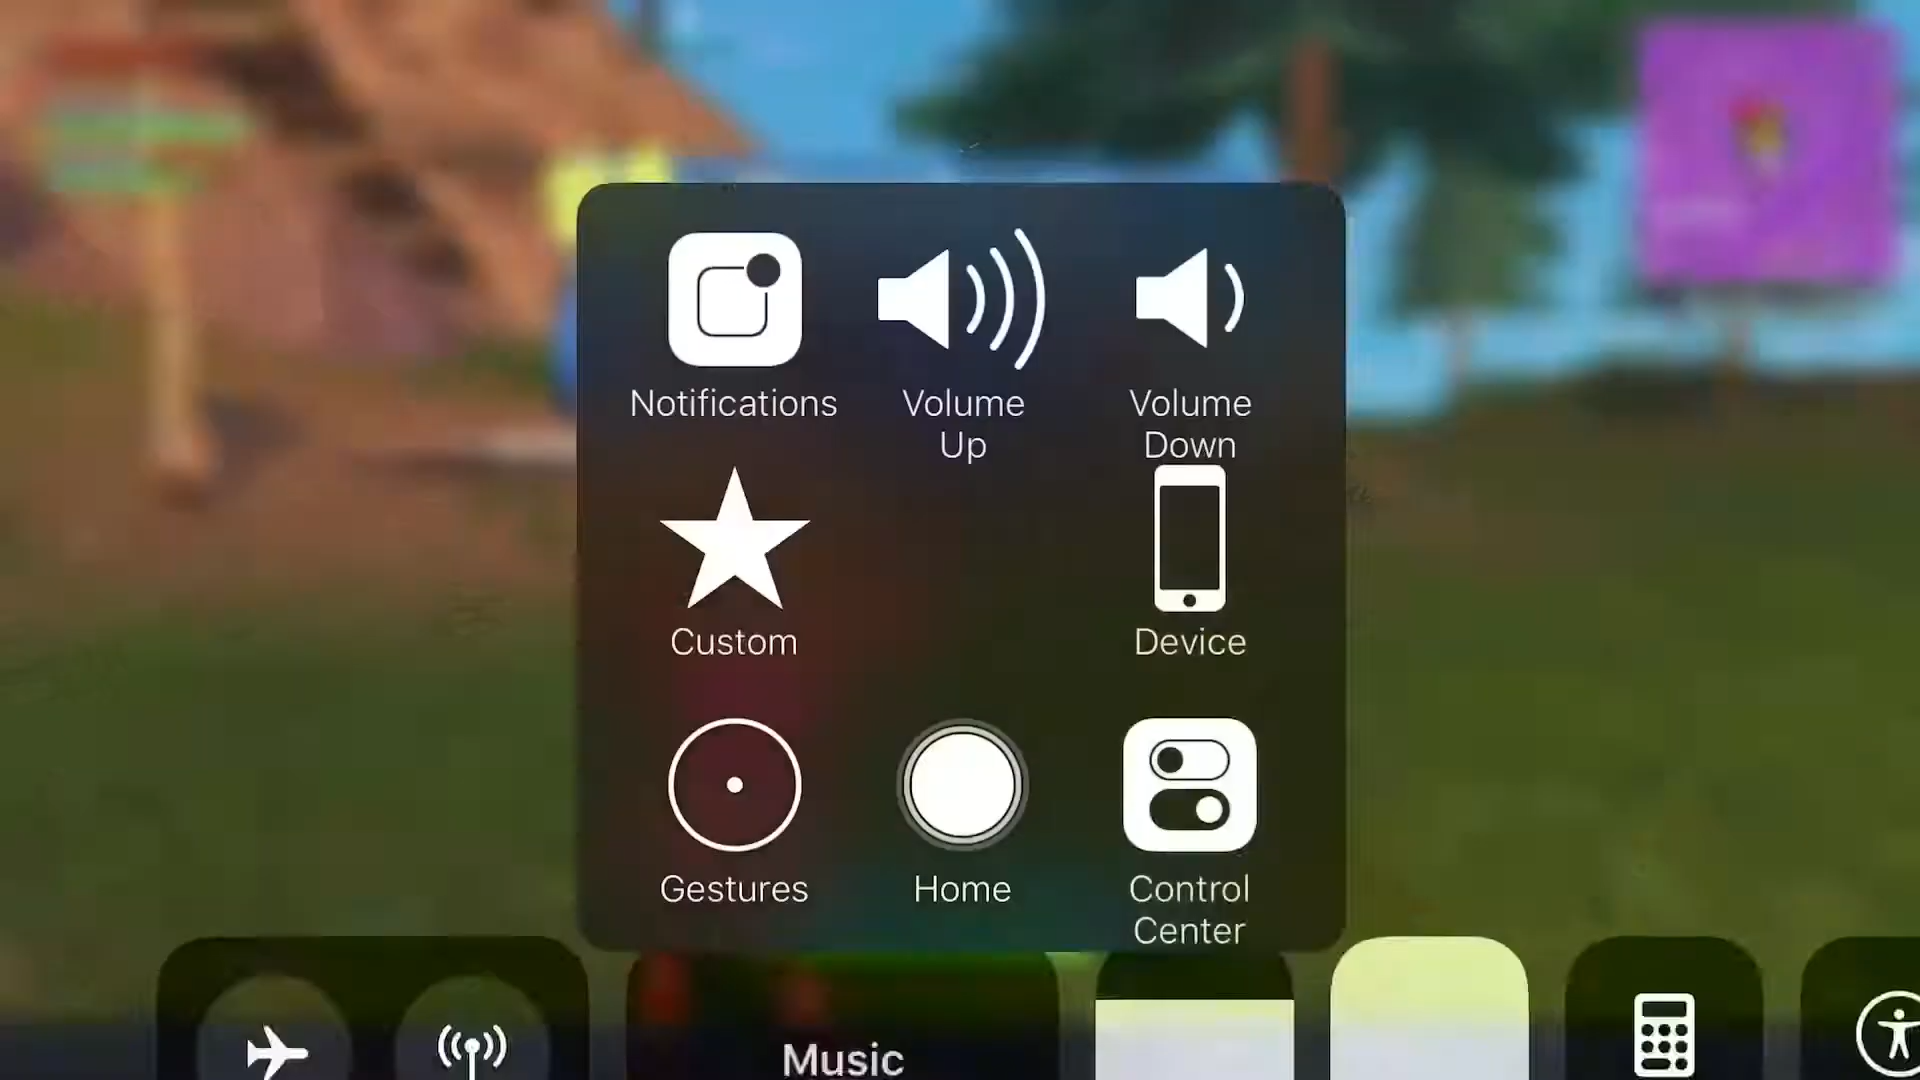 Notifications
Volume
Up
Volume
Down
Custom
Device
Gestures
Home
Control
Center
Music